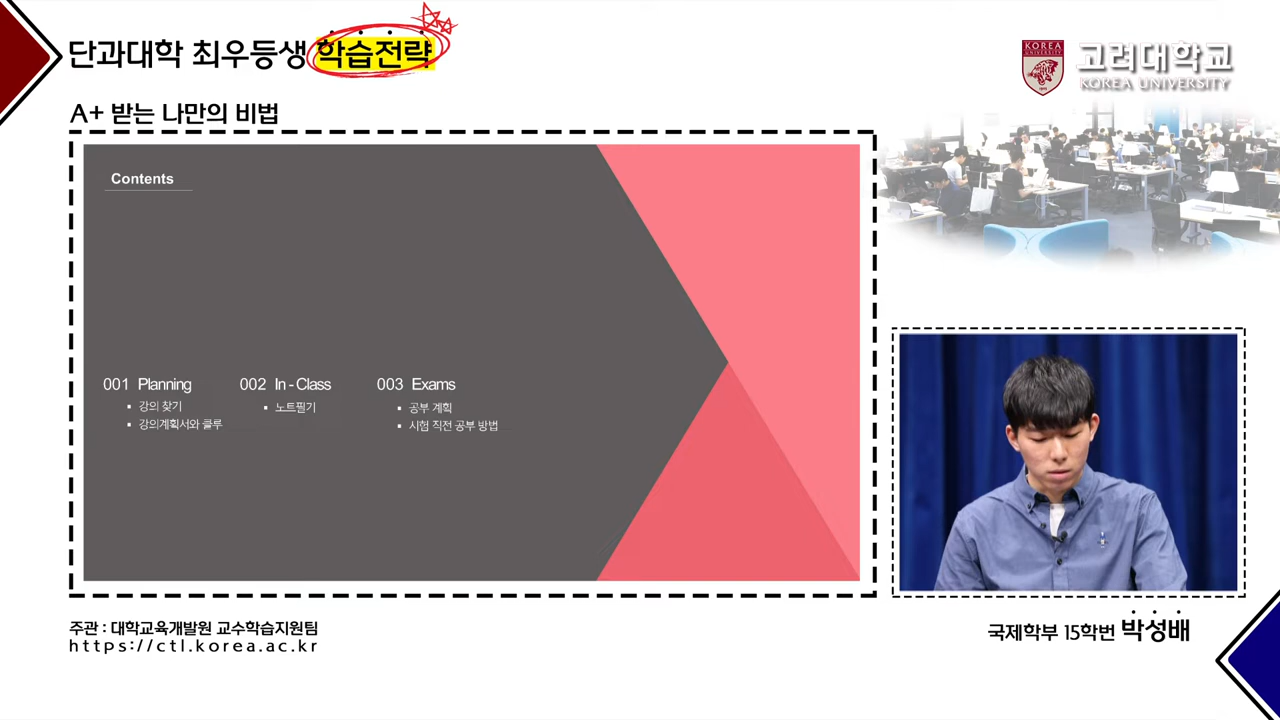 단과대학 최우등생 학습전략
KOREA
UNIVERSITY
1905
고려대학교
KOREA UNIVERSITY
A+ 받는 나만의 비법
Contents
001 Planning
▪ 강의 찾기
▪ 강의계획서와 클루
002 In - Class
▪ 노트필기
003 Exams
▪ 공부 계획
▪ 시험 직전 공부 방법
주관 : 대학교육개발원 교수학습지원팀
https://ctl.korea.ac.kr
국제학부 15학번 박성배